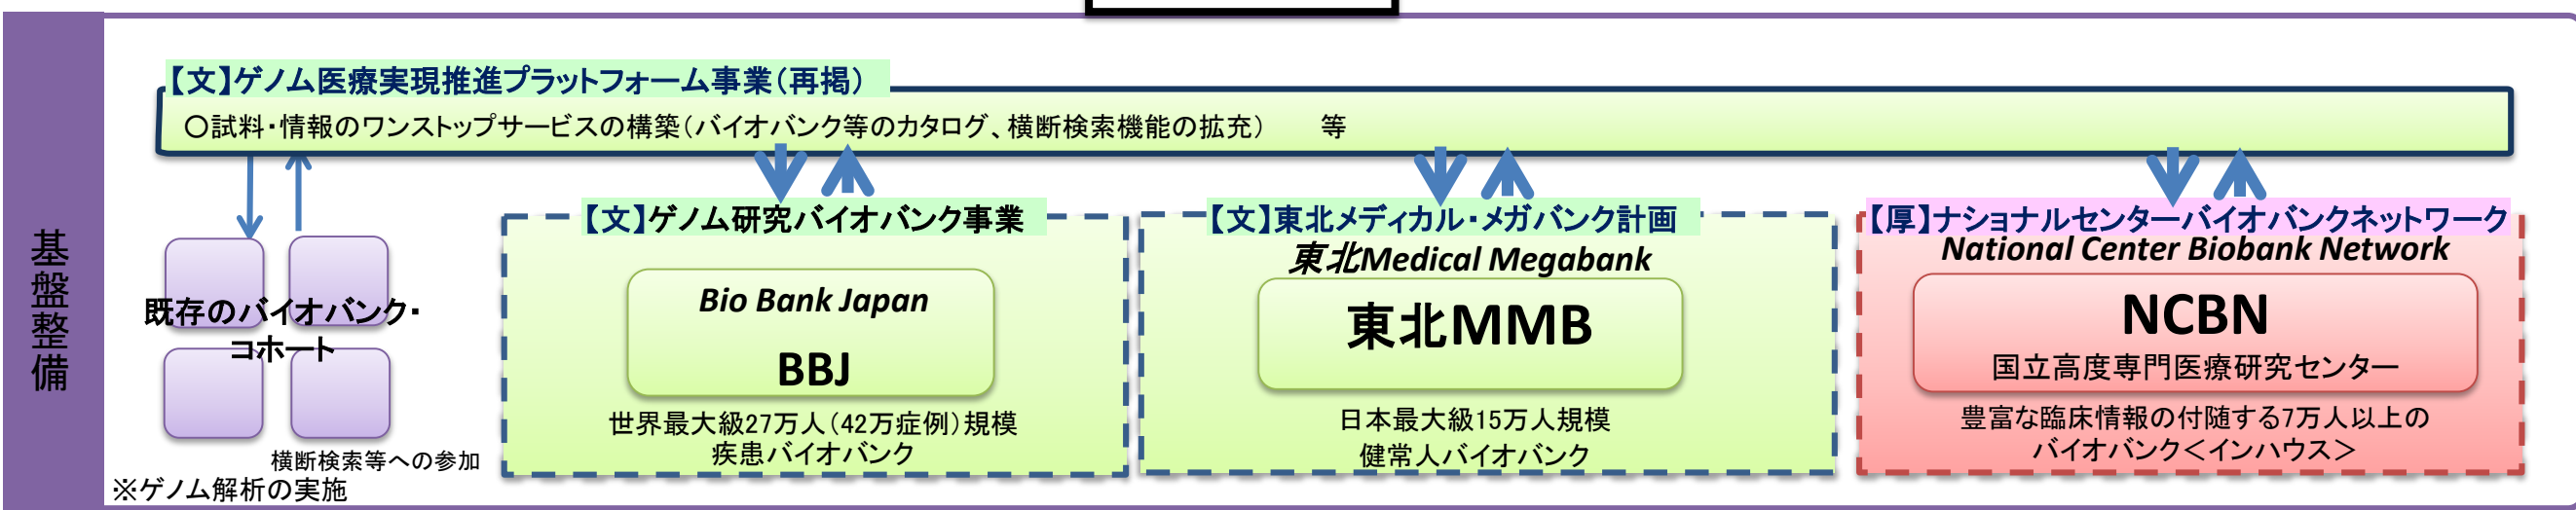 基盤整備
【文】ゲノム医療実現推進プラットフォーム事業(再掲)
○試料・情報のワンストップサービスの構築(バイオバンク等のカタログ、横断検索機能の拡充)　等
既存のバイオバンク・
コホート
横断検索等への参加
※ゲノム解析の実施
【文】ゲノム研究バイオバンク事業
Bio Bank Japan
BBJ
世界最大級27万人(42万症例)規模
疾患バイオバンク
【文】東北メディカル・メガバンク計画
東北Medical Megabank
東北MMB
日本最大級15万人規模
健常人バイオバンク
【厚】ナショナルセンターバイオバンクネットワーク
National Center Biobank Network
NCBN
国立高度専門医療研究センター
豊富な臨床情報の付随する7万人以上の
バイオバンク<インハウス>